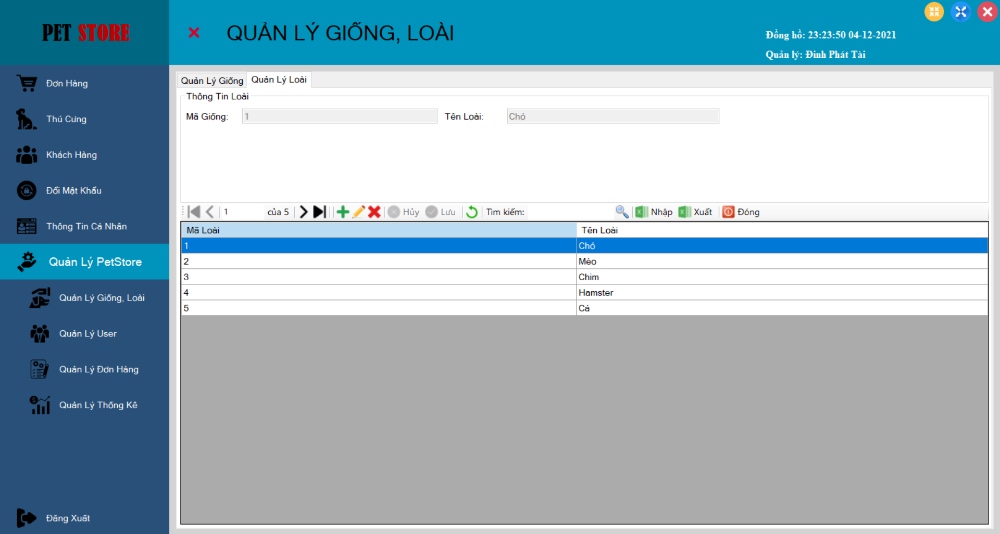 PET STORE
QUẢN LÝ GIỐNG, LOÀI
Đồng hồ: 23:23:50 04-12-2021
Quản lý: Đinh Phát Tài
Đơn Hàng
Thú Cưng
Khách Hàng
Đổi Mật Khẩu
Thông Tin Cá Nhân
Quản Lý PetStore
Quản Lý Giống, Loài
Quản Lý User
Quản Lý Đơn Hàng
Quản Lý Thống Kê
Đăng Xuất
Quản Lý Giống Quản Lý Loài
Thông Tin Loài
Mã Giống: 1 Tên Loài: Chó
1 của 5 Hủy Lưu Tìm kiếm: Nhập Xuất Đóng
Mã Loài Tên Loài
1 Chó
2 Mèo
3 Chim
4 Hamster
5 Cá